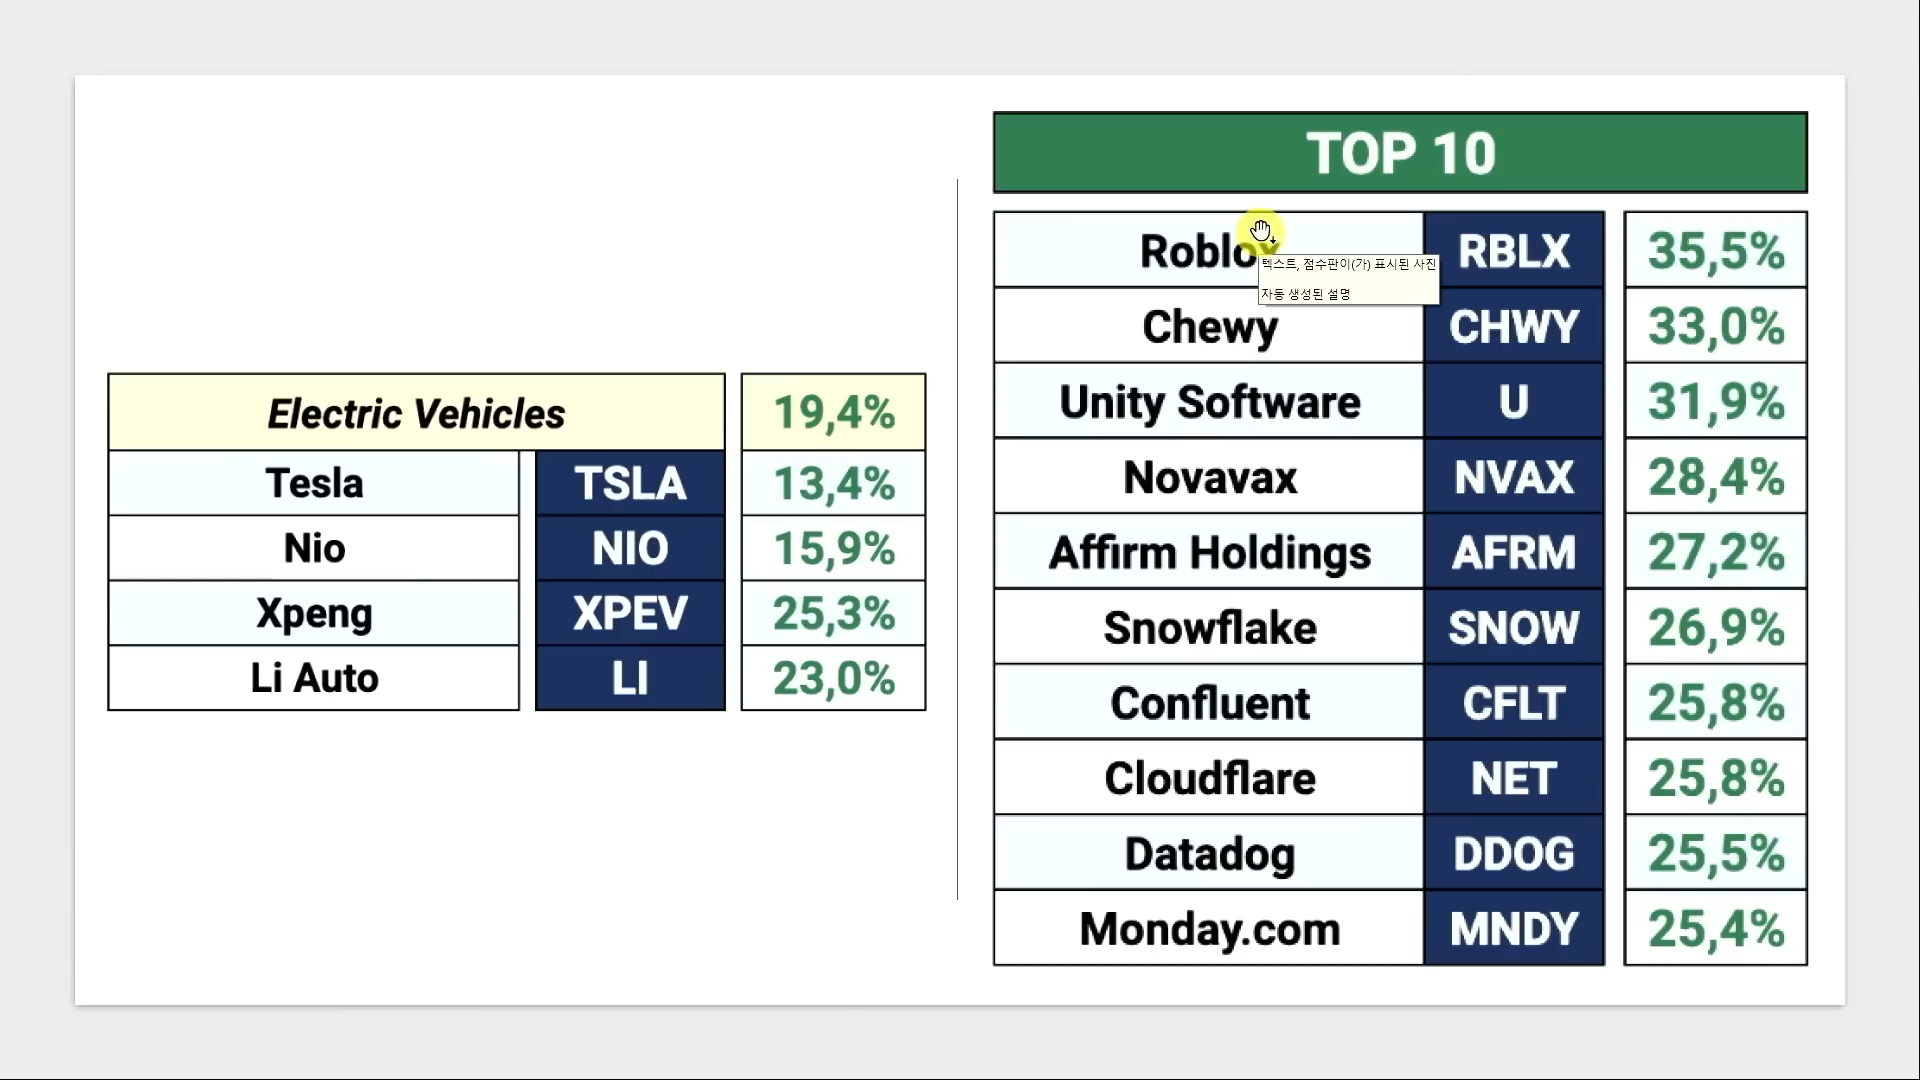 Electric Vehicles 19,4%
Tesla TSLA 13,4%
Nio NIO 15,9%
Xpeng XPEV 25,3%
Li Auto LI 23,0%
TOP 10
Roblox RBLX 35,5%
텍스트, 점수판이(가) 표시된 사진
자동 생성된 설명
Chewy CHWY 33,0%
Unity Software U 31,9%
Novavax NVAX 28,4%
Affirm Holdings AFRM 27,2%
Snowflake SNOW 26,9%
Confluent CFLT 25,8%
Cloudflare NET 25,8%
Datadog DDOG 25,5%
Monday.com MNDY 25,4%